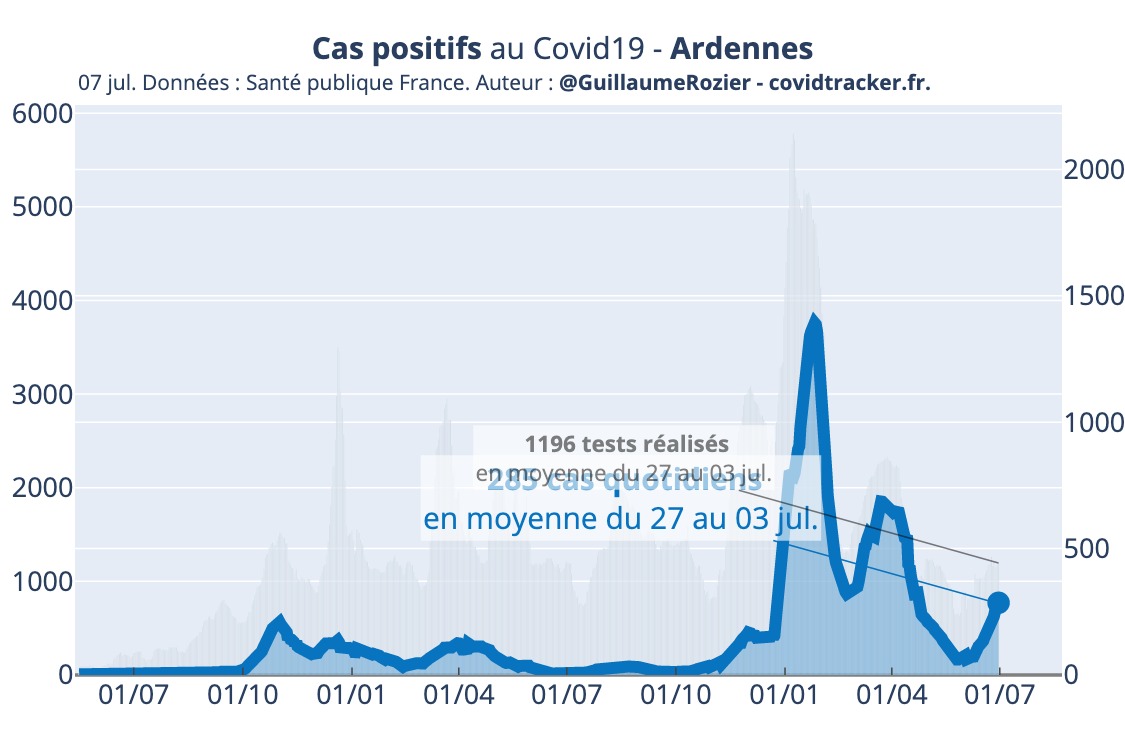 Cas positifs au Covid19 - Ardennes
07 jul. Données : Santé publique France. Auteur : @GuillaumeRozier - covidtracker.fr.
6000
5000
4000
3000
2000
1000
0
2000
1500
1000
500
0
1196 tests réalisés
en moyenne du 27 au 03 jul.
285 cas quotidiens
en moyenne du 27 au 03 jul.
01/07 01/10 01/01 01/04 01/07 01/10 01/01 01/04 01/07